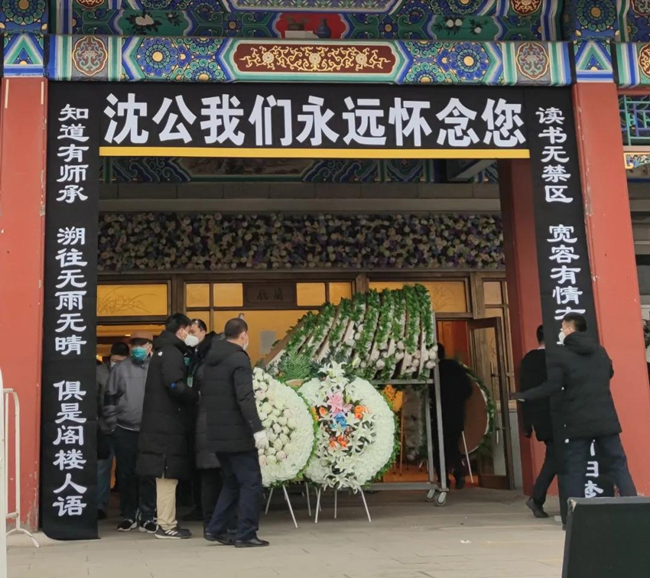 沈公我们永远怀念您
读书无禁区
宽容有情有
知道有师承
溯往无雨无晴
俱是阁楼人语